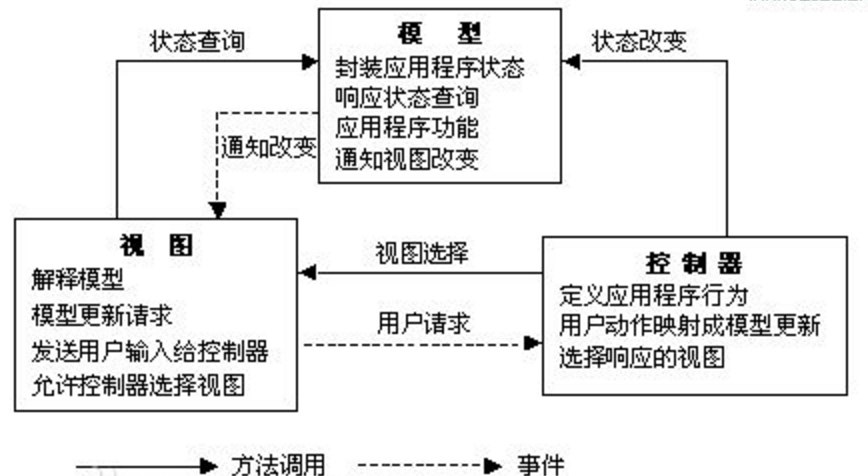 状态查询
模 型
状态改变
封装应用程序状态
响应状态查询
应用程序功能
通知视图改变
通知改变
视 图
解释模型
模型更新请求
发送用户输入给控制器
允许控制器选择视图
视图选择
用户请求
控 制 器
定义应用程序行为
用户动作映射成模型更新
选择响应的视图
方法调用
事件